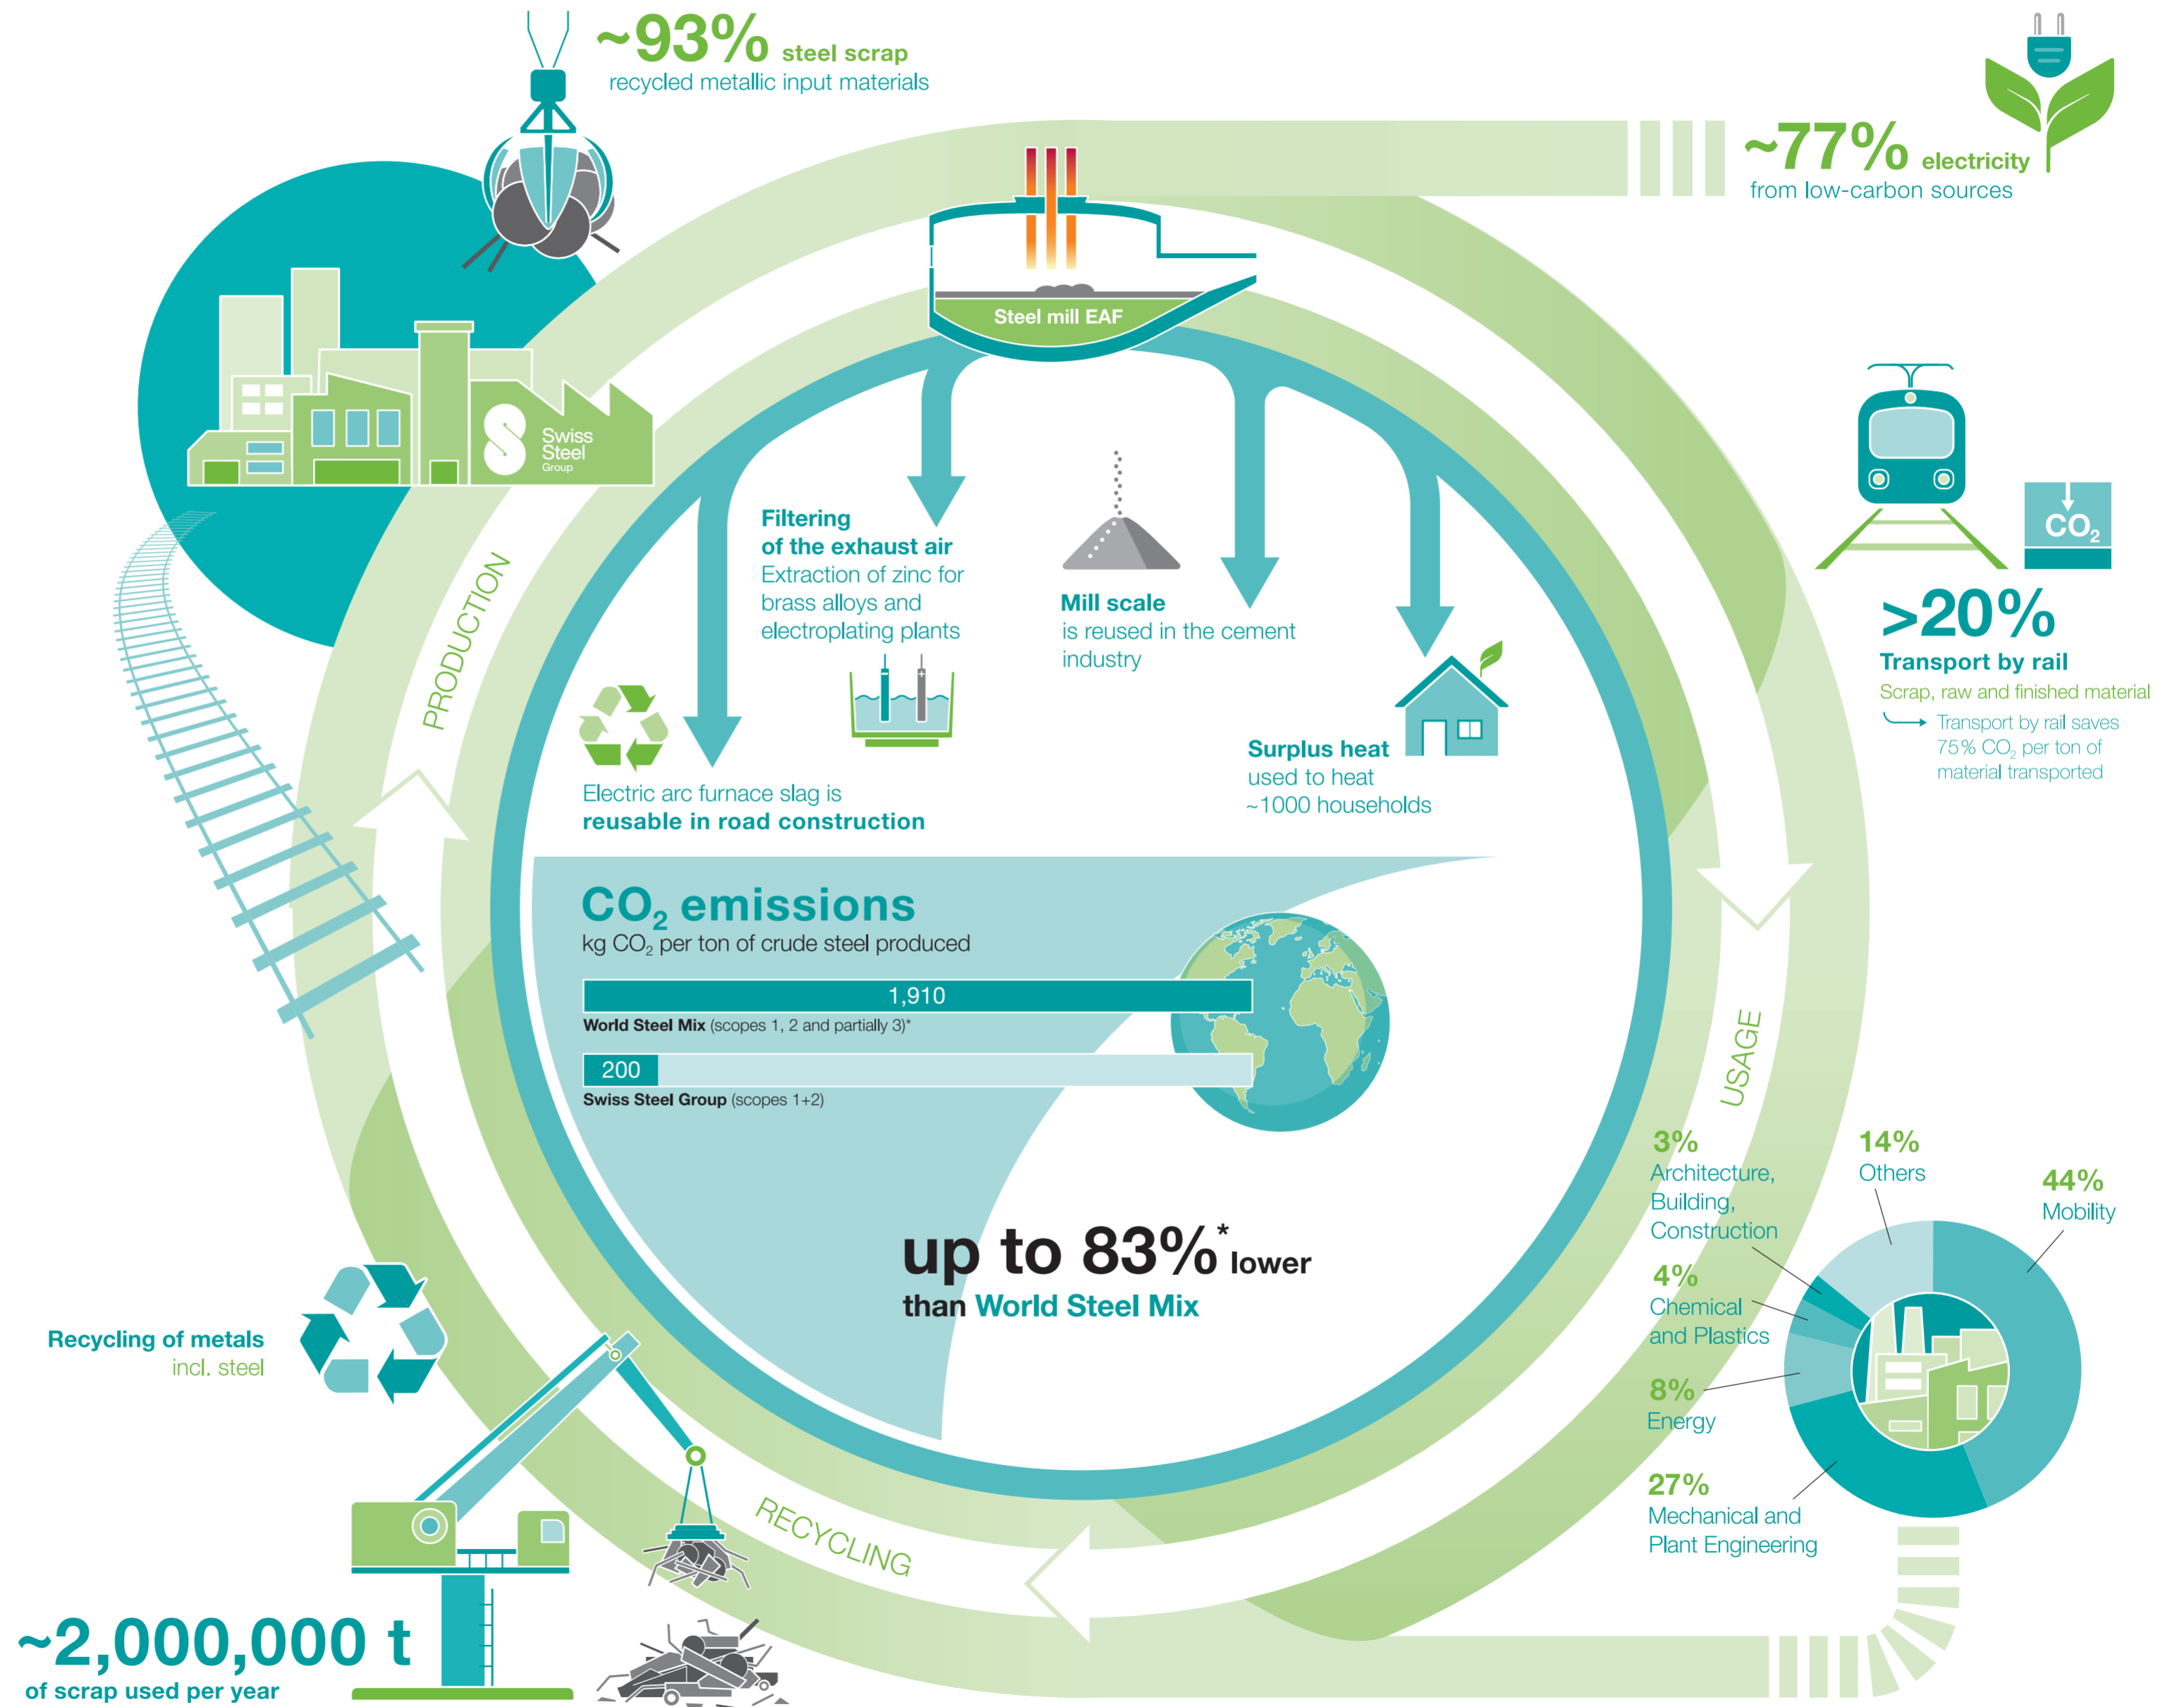 ~93% steel scrap
recycled metallic input materials
~77% electricity
from low-carbon sources
Steel mill EAF
Swiss
Steel
Group
PRODUCTION
Filtering
of the exhaust air
Extraction of zinc for
brass alloys and
electroplating plants
Mill scale
is reused in the cement
industry
Surplus heat
used to heat
~1000 households
Electric arc furnace slag is
reusable in road construction
CO₂
>20%
Transport by rail
Scrap, raw and finished material
Transport by rail saves
75% CO₂ per ton of
material transported
CO₂ emissions
kg CO₂ per ton of crude steel produced
1,910
World Steel Mix (scopes 1, 2 and partially 3)*
200
Swiss Steel Group (scopes 1+2)
up to 83%* lower
than World Steel Mix
USAGE
3%
Architecture,
Building,
Construction
14%
Others
44%
Mobility
4%
Chemical
and Plastics
8%
Energy
27%
Mechanical and
Plant Engineering
RECYCLING
Recycling of metals
incl. steel
~2,000,000 t
of scrap used per year